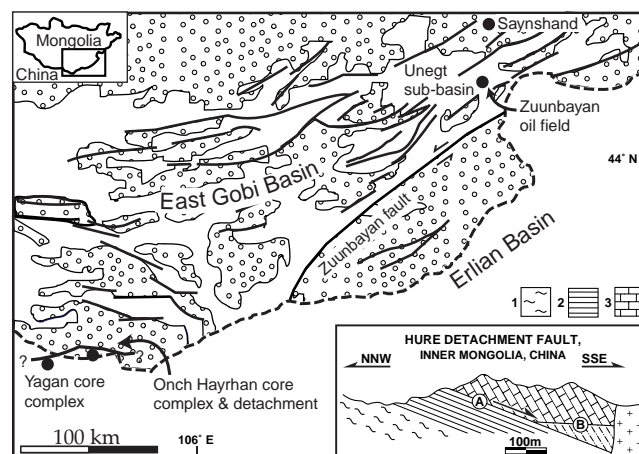 Mongolia
China
Saynshand
Unegt
sub-basin
Zuunbayan
oil field
44° N
East Gobi Basin
Zuunbayan fault
Erlian Basin
1
2
3
?
Yagan core
complex
Onch Hayrhan core
complex & detachment
100 km
106° E
HURE DETACHMENT FAULT,
INNER MONGOLIA, CHINA
NNW
SSE
A
B
100m